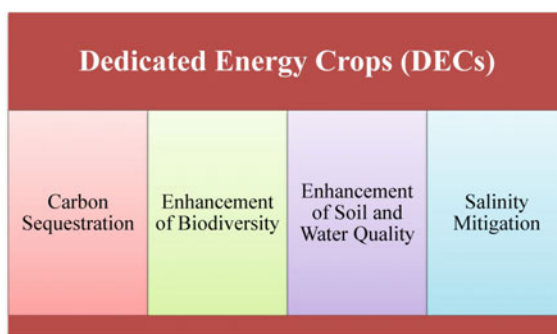 Dedicated Energy Crops (DECs)
Carbon
Sequestration
Enhancement
of Biodiversity
Enhancement
of Soil and
Water Quality
Salinity
Mitigation